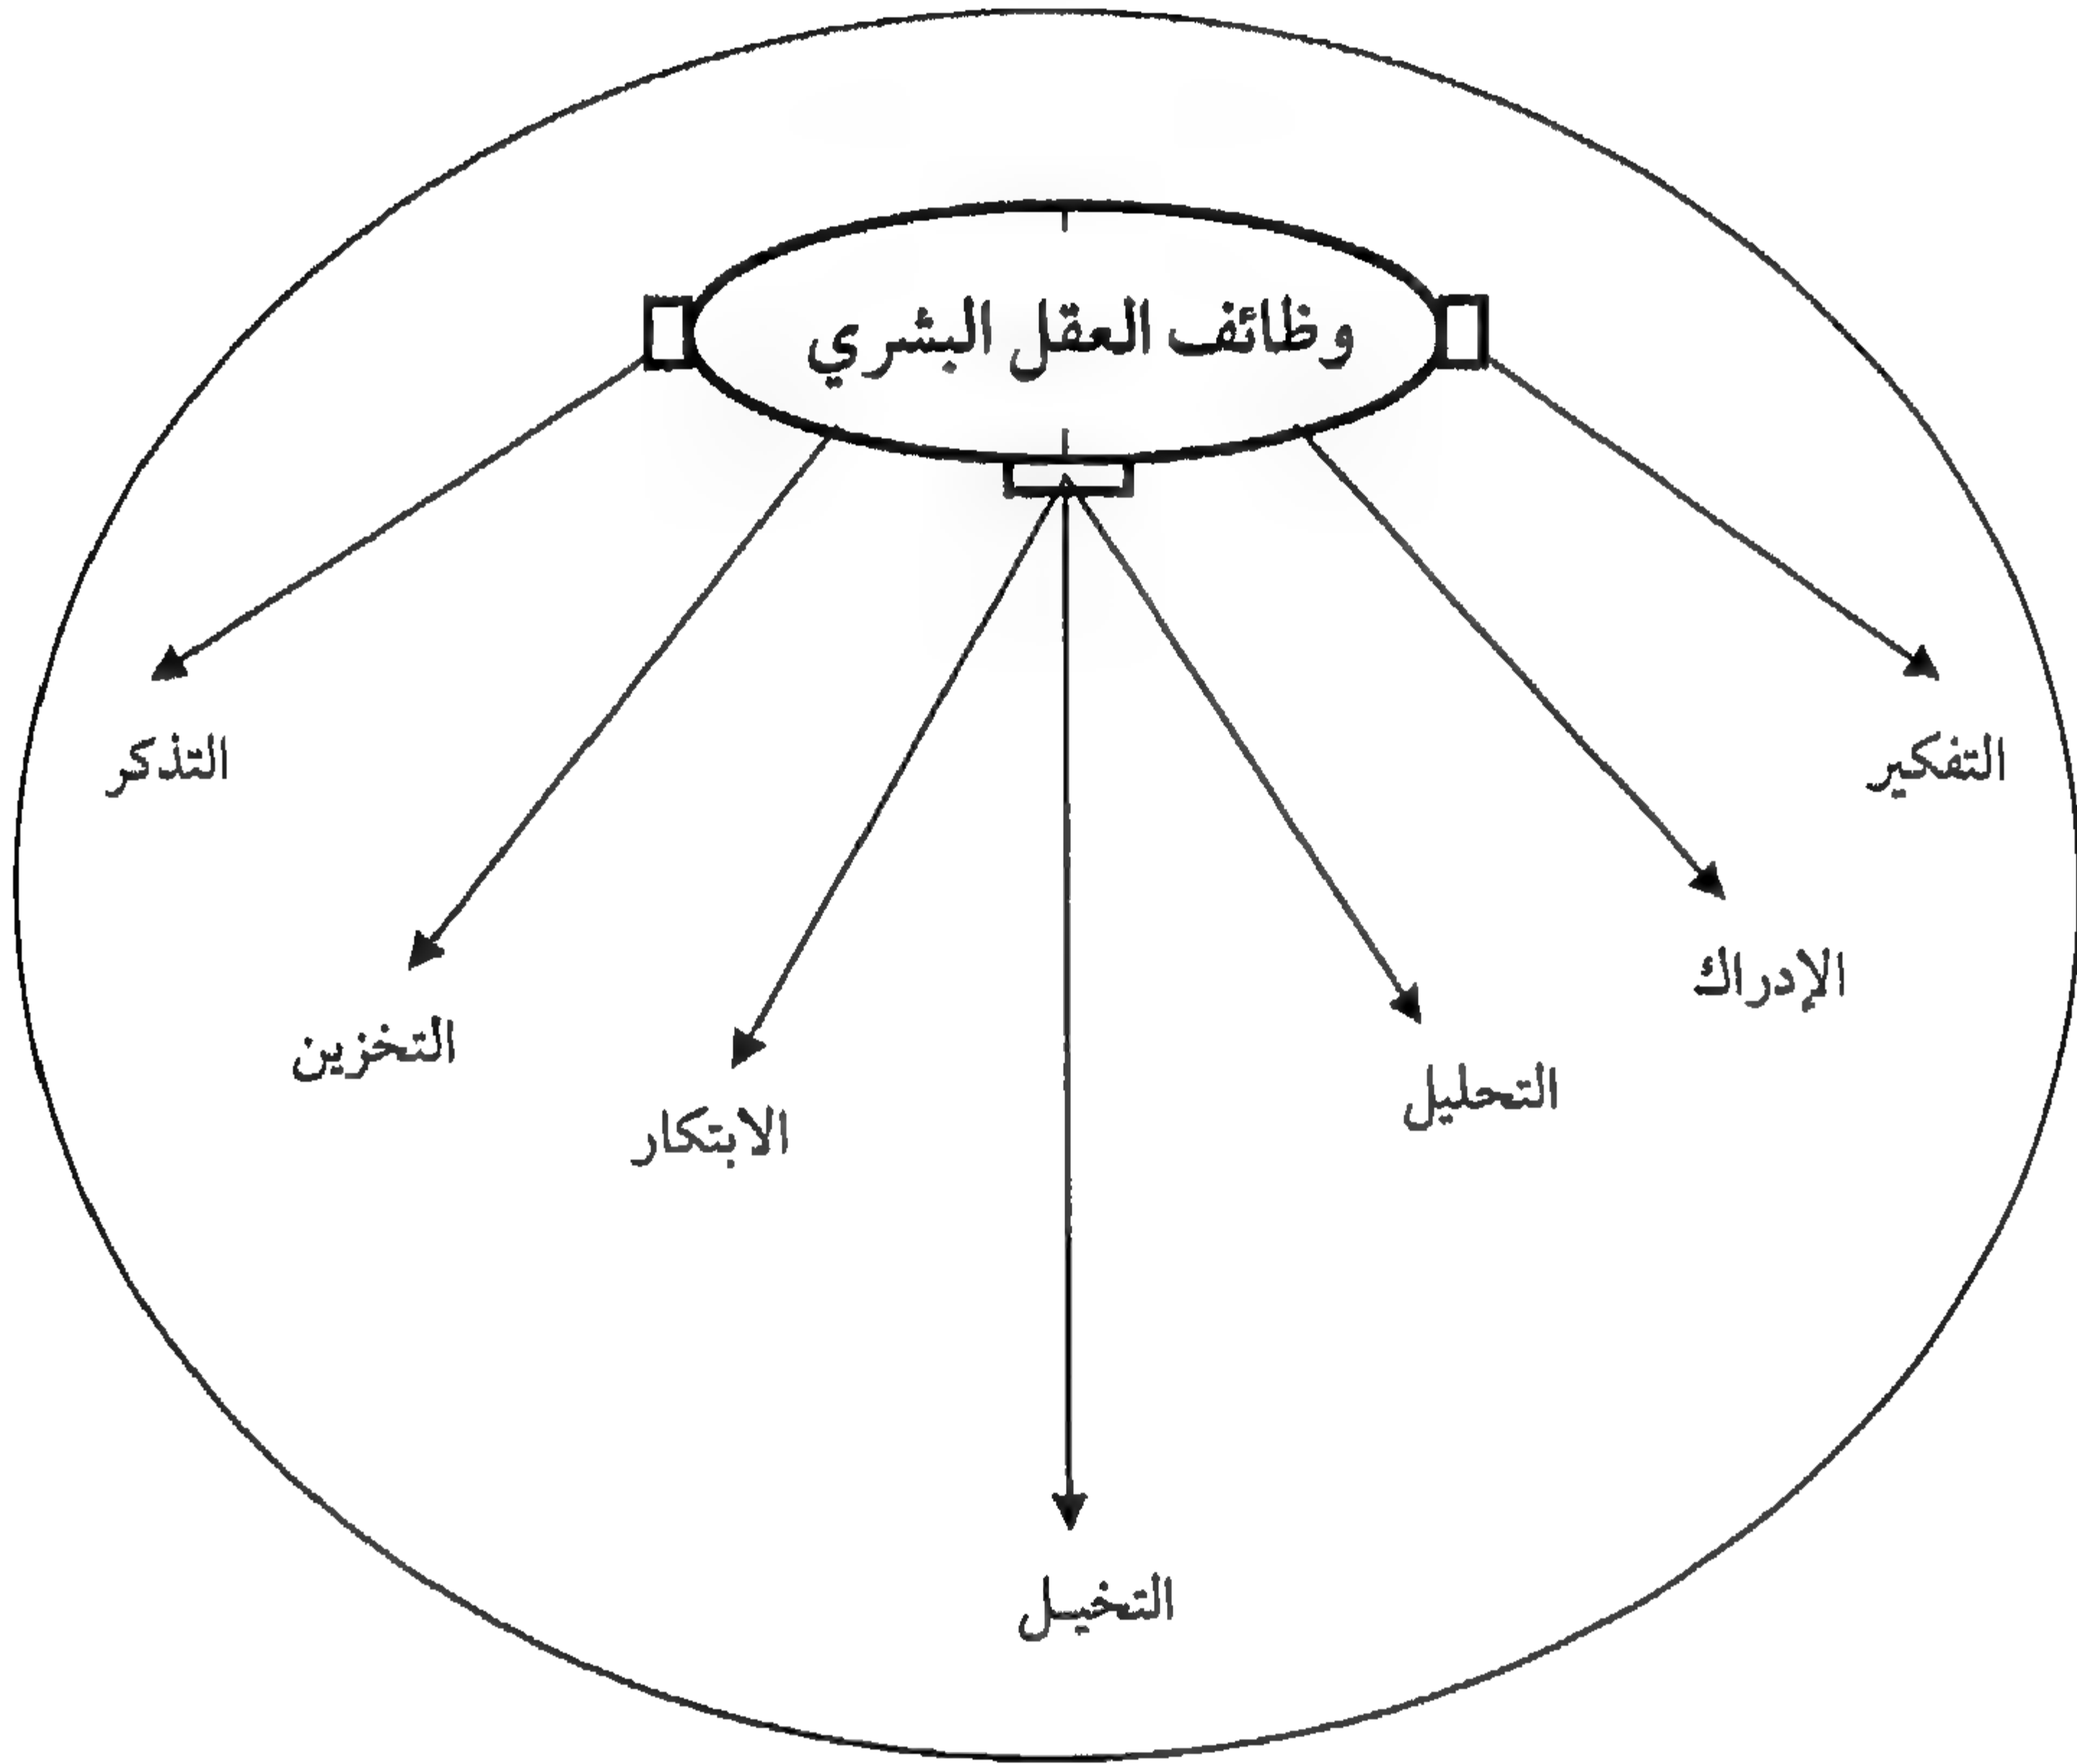 وظائف العقل البشري
التفكير
الإدراك
التحليل
التخيل
الابتكار
التخزين
التذكر